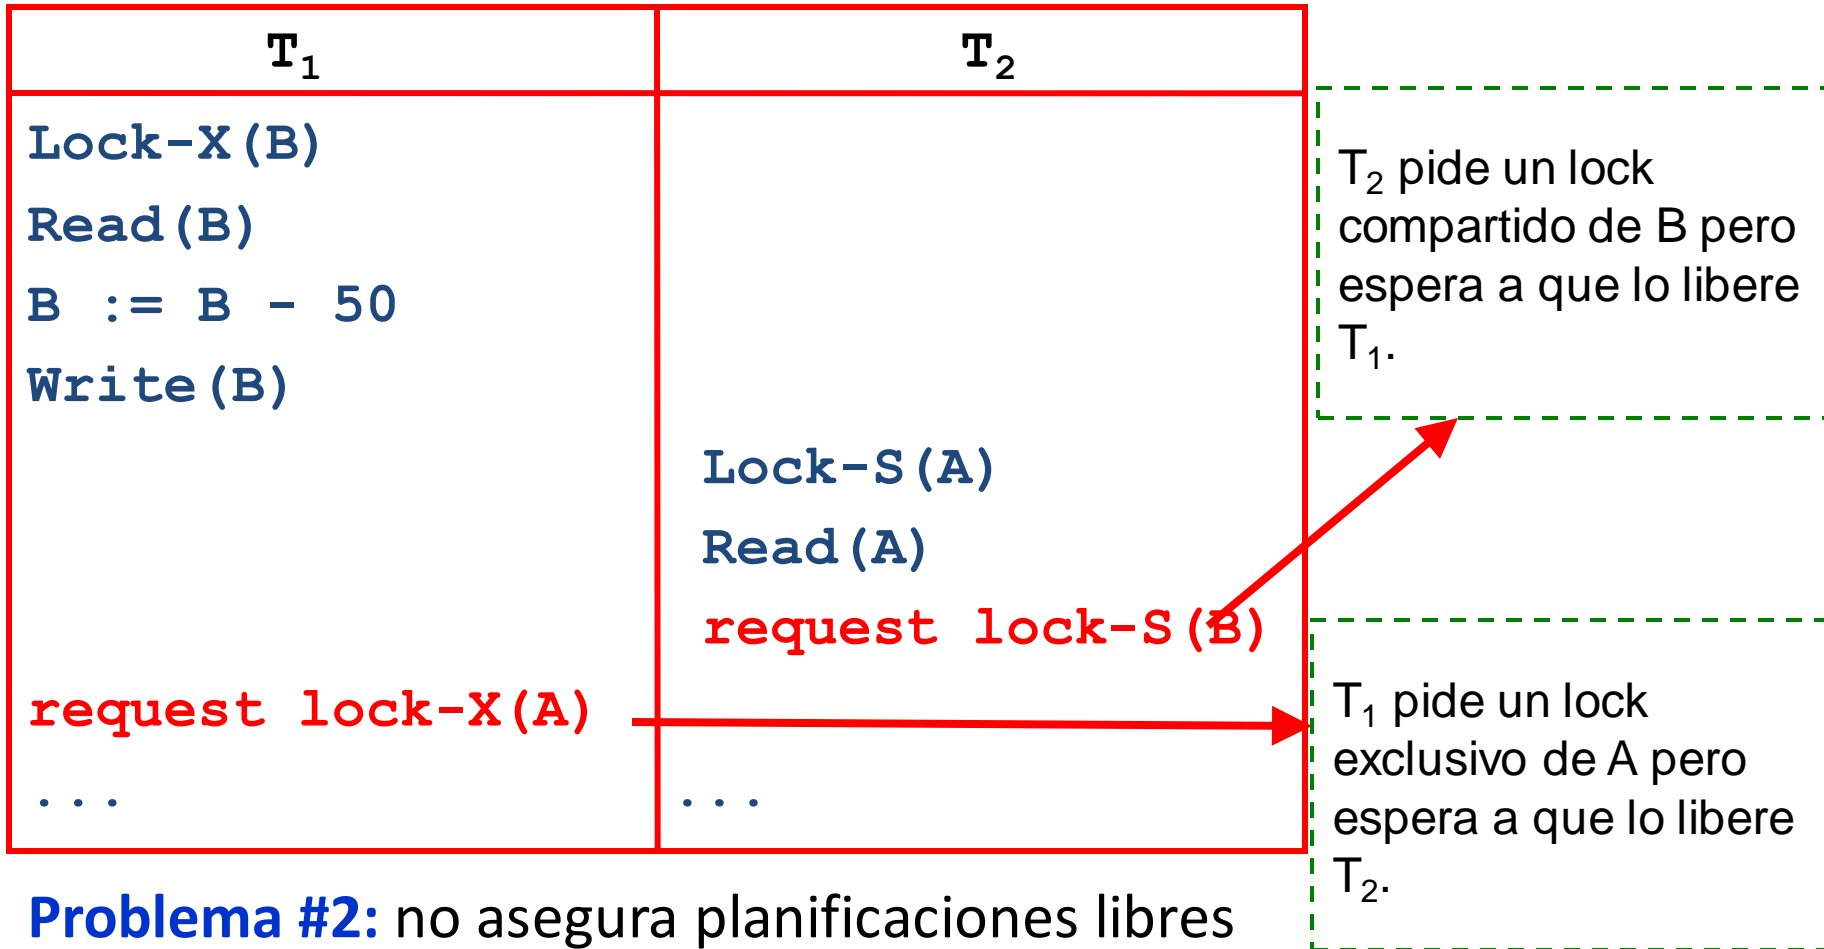 T₁ T₂
Lock-X(B)
Read(B)
B := B - 50
Write(B)
Lock-S(A)
Read(A)
request lock-S(B)
request lock-X(A)
... ...
T₂ pide un lock
compartido de B pero
espera a que lo libere
T₁.
T₁ pide un lock
exclusivo de A pero
espera a que lo libere
T₂.
Problema #2: no asegura planificaciones libres